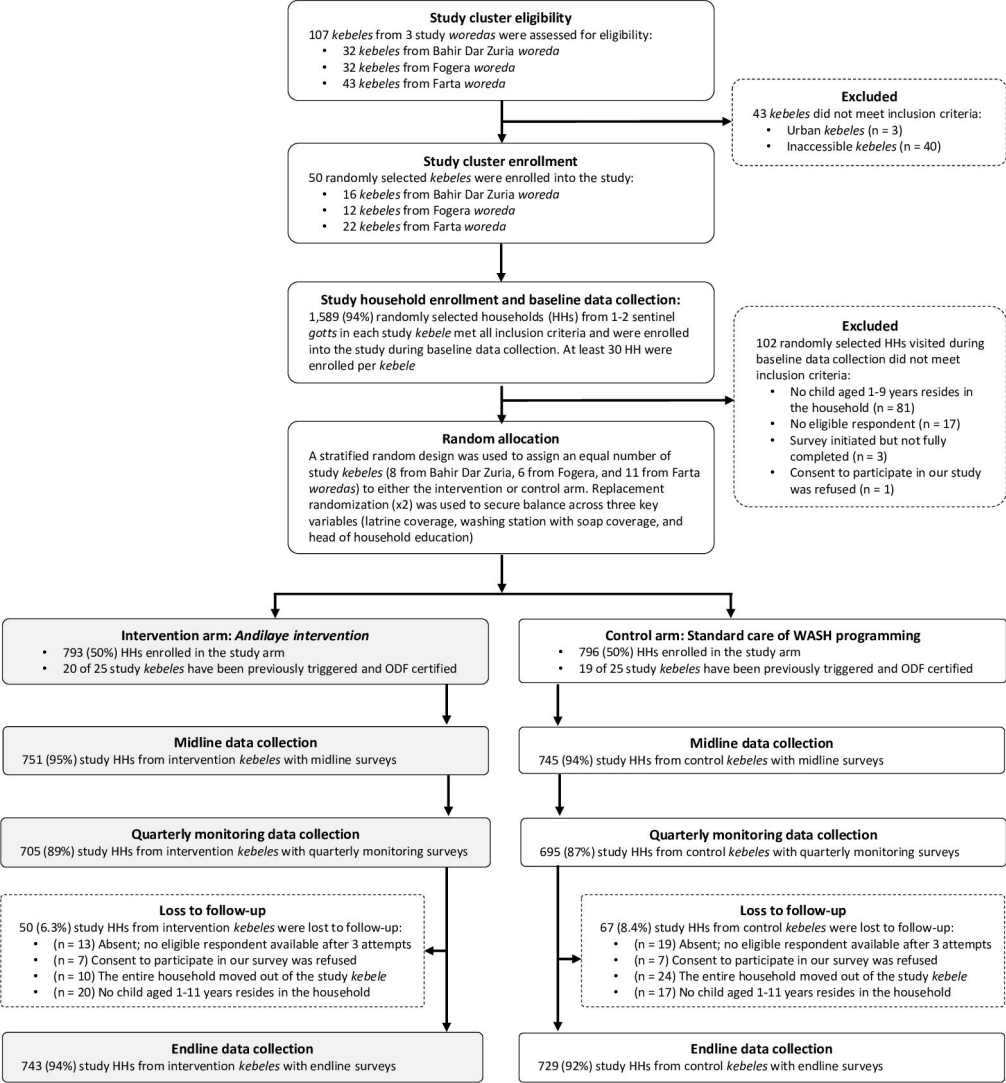 Study cluster eligibility
107 kebeles from 3 study woredas were assessed for eligibility:
• 32 kebeles from Bahir Dar Zuria woreda
• 32 kebeles from Fogera woreda
• 43 kebeles from Farta woreda
Excluded
43 kebeles did not meet inclusion criteria:
• Urban kebeles (n = 3)
• Inaccessible kebeles (n = 40)
Study cluster enrollment
50 randomly selected kebeles were enrolled into the study:
• 16 kebeles from Bahir Dar Zuria woreda
• 12 kebeles from Fogera woreda
• 22 kebeles from Farta woreda
Study household enrollment and baseline data collection:
1,589 (94%) randomly selected households (HHs) from 1-2 sentinel
gotts in each study kebele met all inclusion criteria and were enrolled
into the study during baseline data collection. At least 30 HH were
enrolled per kebele
Excluded
102 randomly selected HHs visited during
baseline data collection did not meet
inclusion criteria:
• No child aged 1-9 years resides in
the household (n = 81)
• No eligible respondent (n = 17)
• Survey initiated but not fully
completed (n = 3)
• Consent to participate in our study
was refused (n = 1)
Random allocation
A stratified random design was used to assign an equal number of
study kebeles (8 from Bahir Dar Zuria, 6 from Fogera, and 11 from Farta
woredas) to either the intervention or control arm. Replacement
randomization (x2) was used to secure balance across three key
variables (latrine coverage, washing station with soap coverage, and
head of household education)
Intervention arm: Andilaye intervention
• 793 (50%) HHs enrolled in the study arm
• 20 of 25 study kebeles have been previously triggered and ODF certified
Control arm: Standard care of WASH programming
• 796 (50%) HHs enrolled in the study arm
• 19 of 25 study kebeles have been previously triggered and ODF certified
Midline data collection
751 (95%) study HHs from intervention kebeles with midline surveys
Midline data collection
745 (94%) study HHs from control kebeles with midline surveys
Quarterly monitoring data collection
705 (89%) study HHs from intervention kebeles with quarterly monitoring surveys
Quarterly monitoring data collection
695 (87%) study HHs from control kebeles with quarterly monitoring surveys
Loss to follow-up
50 (6.3%) study HHs from intervention kebeles were lost to follow-up:
• (n = 13) Absent; no eligible respondent available after 3 attempts
• (n = 7) Consent to participate in our survey was refused
• (n = 10) The entire household moved out of the study kebele
• (n = 20) No child aged 1-11 years resides in the household
Loss to follow-up
67 (8.4%) study HHs from control kebeles were lost to follow-up:
• (n = 19) Absent; no eligible respondent available after 3 attempts
• (n = 7) Consent to participate in our survey was refused
• (n = 24) The entire household moved out of the study kebele
• (n = 17) No child aged 1-11 years resides in the household
Endline data collection
743 (94%) study HHs from intervention kebeles with endline surveys
Endline data collection
729 (92%) study HHs from control kebeles with endline surveys